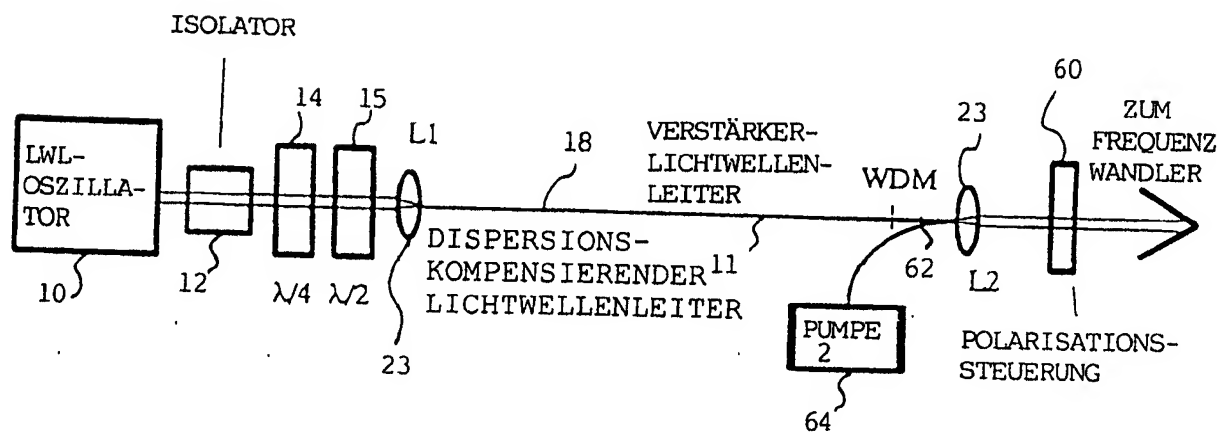 ISOLATOR
14
15
L1
LWL-
OSZILLA-
TOR
10
12
λ/4
λ/2
23
18
DISPERSIONS-
KOMPENSIERENDER
LICHTWELLENLEITER
VERSTÄRKER-
LICHTWELLEN-
LEITER
11
WDM
62
PUMPE
2
64
23
L2
60
ZUM
FREQUENZ
WANDLER
POLARISATIONS-
STEUERUNG